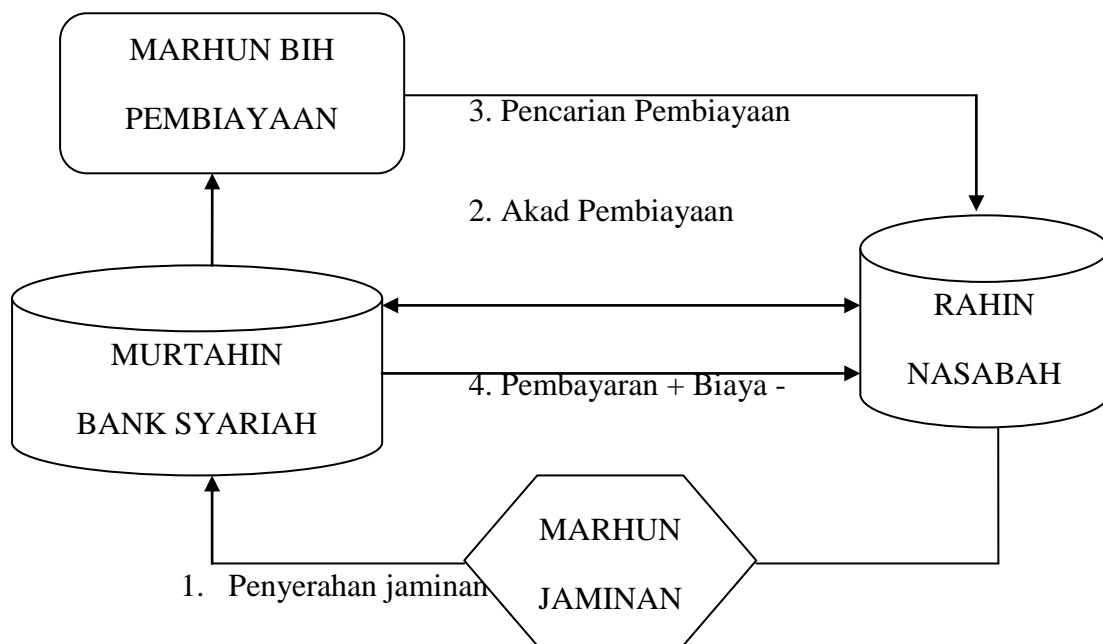 MARHUN BIH
PEMBIAYAAN
3. Pencarian Pembiayaan
2. Akad Pembiayaan
RAHIN
NASABAH
MURTAHIN
BANK SYARIAH
4. Pembayaran + Biaya -
MARHUN
JAMINAN
1. Penyerahan jaminan